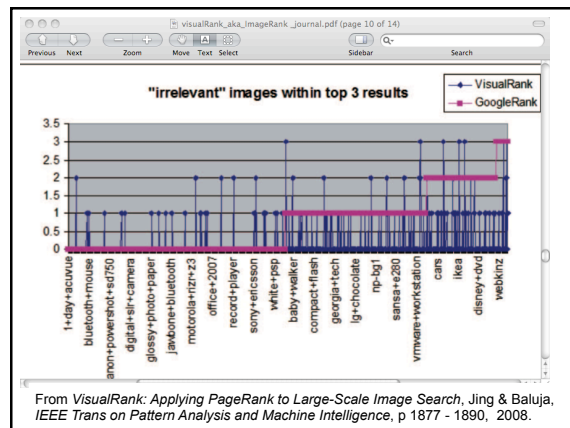 visualRank_aka_ImageRank _journal.pdf (page 10 of 14)
Previous Next Zoom Move Text Select Sidebar Search
Q-
"irrelevant" images within top 3 results
VisualRank
GoogleRank
3.5
3
2.5
2
1.5
1
0.5
0
1+day+acuvue
bluetooth+mouse
anon+powershot+sd750
digital+slr+camera
glossy+photo+paper
jawbone+bluetooth
motorola+rizr+z3
office+2007
record+player
sony+ericsson
white+psp
baby+walker
compact+flash
georgia+tech
lg+chocolate
np-bg1
sansa+e280
vmware+workstation
cars
ikea
disney+dvd
webkinz
From VisualRank: Applying PageRank to Large-Scale Image Search, Jing & Baluja,
IEEE Trans on Pattern Analysis and Machine Intelligence, p 1877 - 1890, 2008.